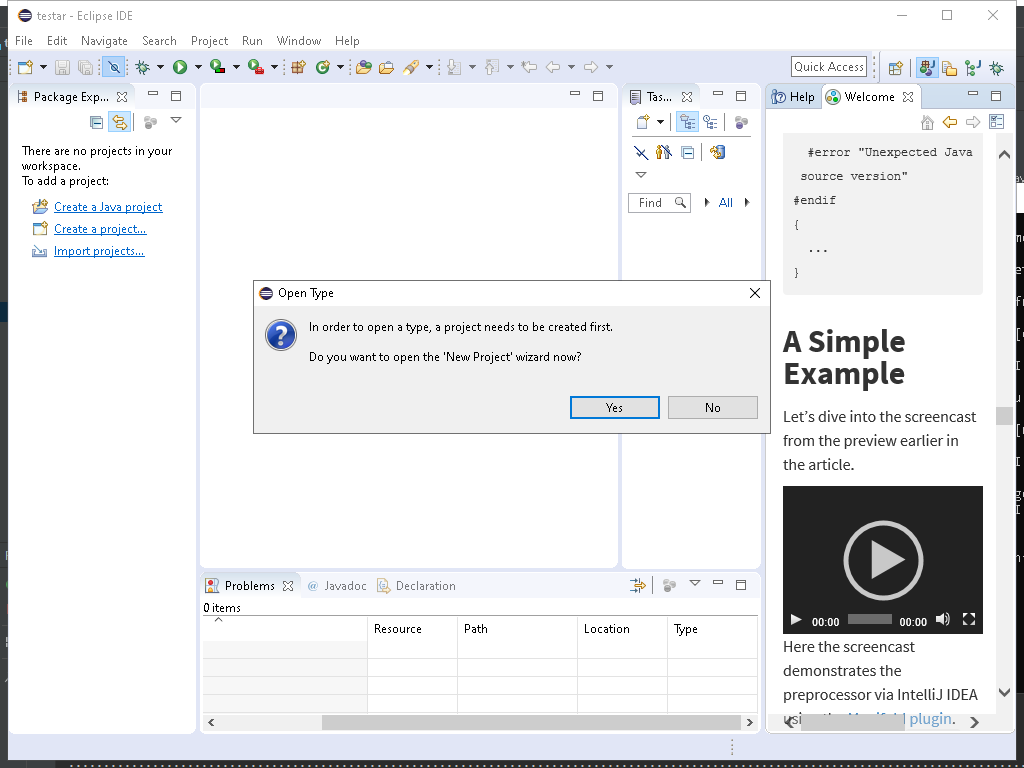 testar - Eclipse IDE
File Edit Navigate Search Project Run Window Help
Quick Access
Package Exp...
There are no projects in your
workspace.
To add a project:
Create a Java project
Create a project...
Import projects...
Tas...
Find
All
Help Welcome
#error "Unexpected Java
source version"
#endif
{
...
}
A Simple
Example
Let's dive into the screencast
from the preview earlier in
the article.
00:00 00:00
Here the screencast
demonstrates the
preprocessor via IntelliJ IDEA
plugin.
Open Type
In order to open a type, a project needs to be created first.
Do you want to open the 'New Project' wizard now?
Yes No
Problems @ Javadoc Declaration
0 items
Resource Path Location Type